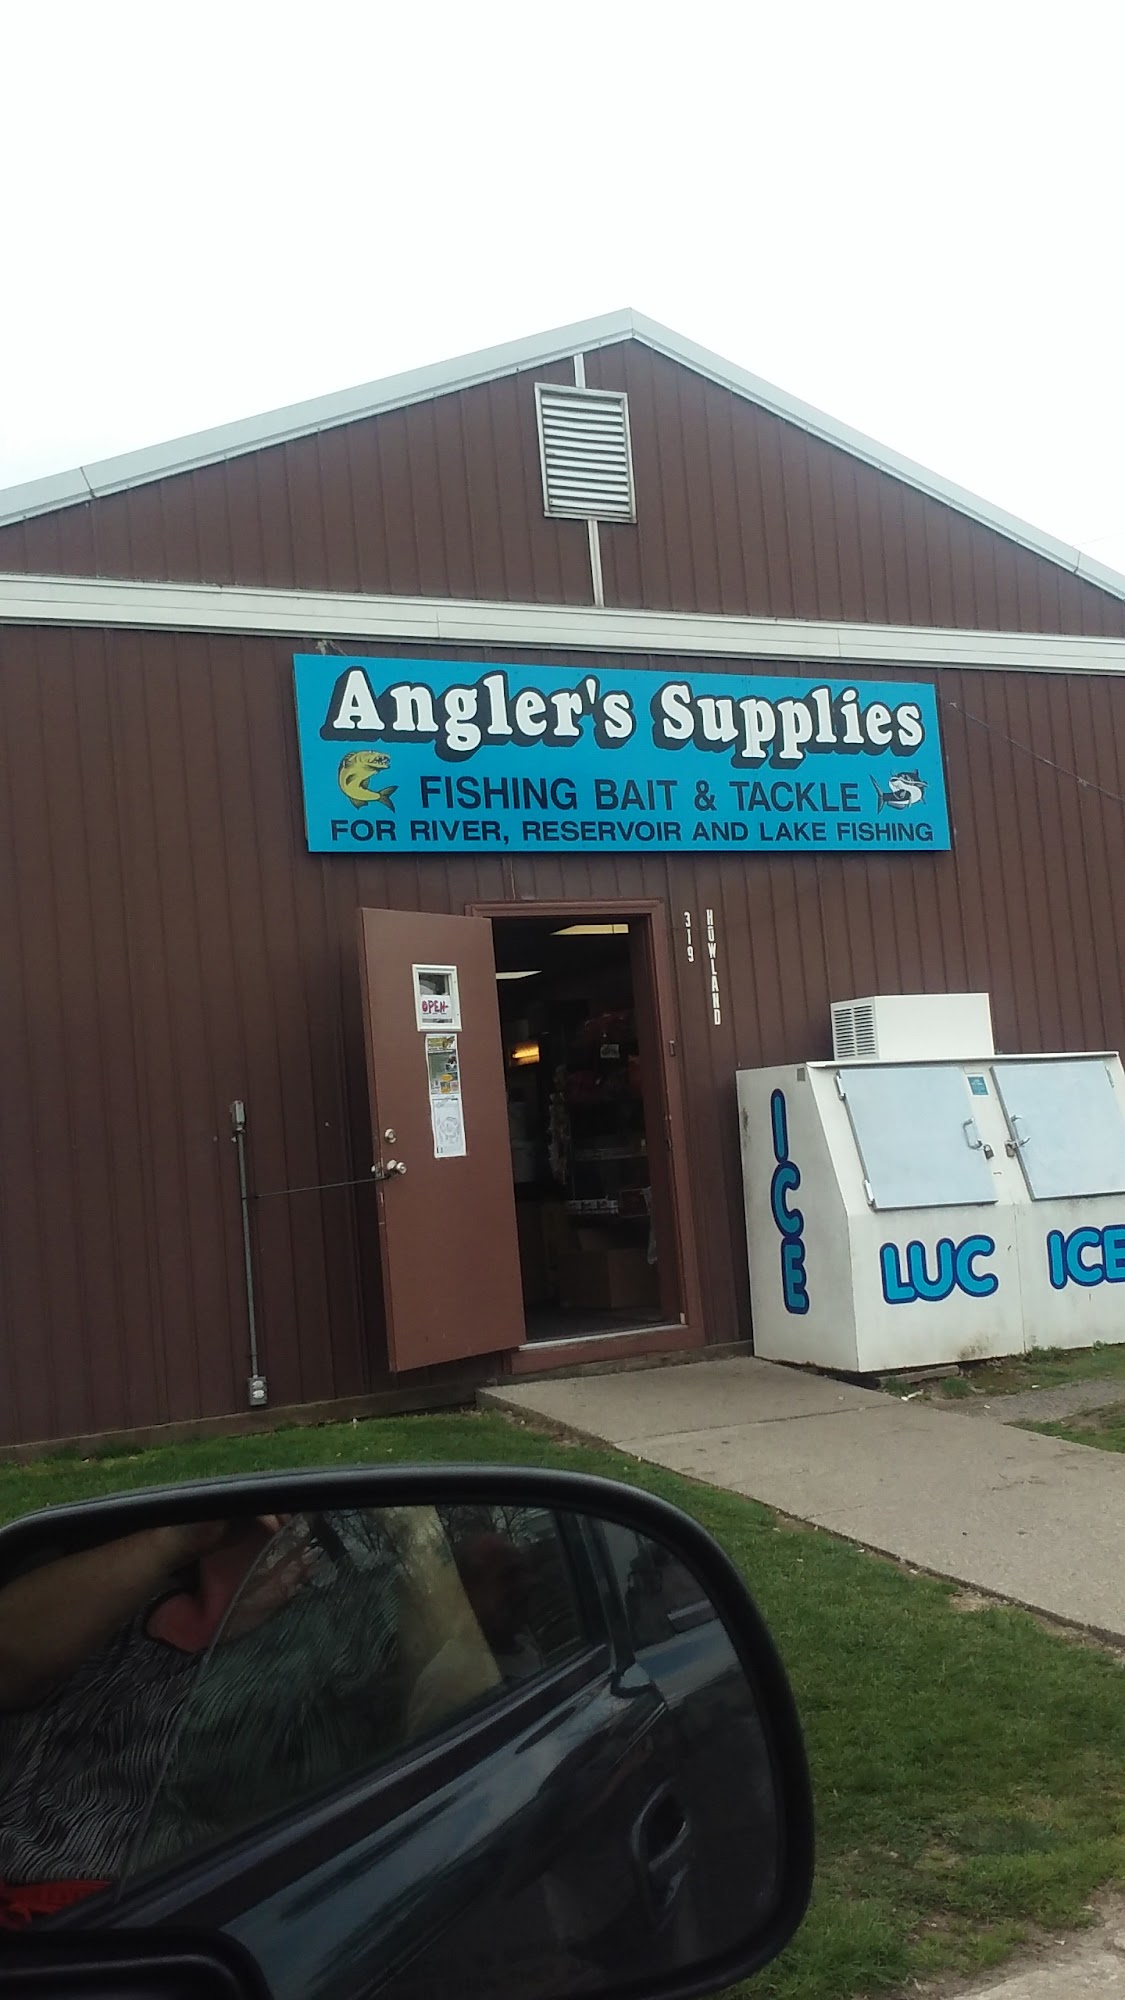 Angler's Supplies
FISHING BAIT & TACKLE
FOR RIVER, RESERVOIR AND LAKE FISHING
319
HOWLAND
OPEN
ICE
LUC ICE